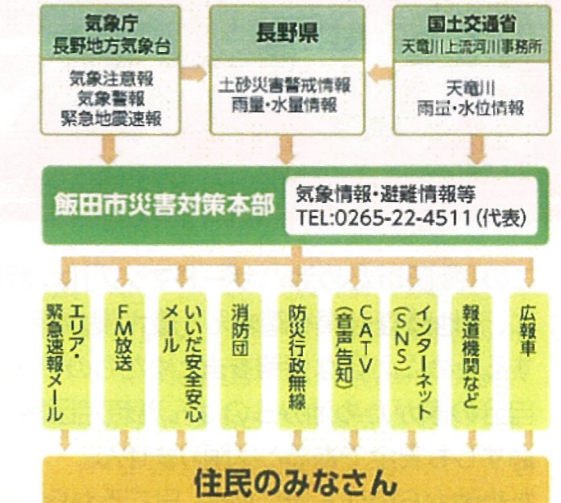 気象庁
長野地方気象台
気象注意報
気象警報
緊急地震速報
長野県
土砂災害警戒情報
雨量・水量情報
国土交通省
天竜川上流河川事務所
天竜川
雨量・水位情報
飯田市災害対策本部
気象情報・避難情報等
TEL:0265-22-4511(代表)
エリア・
緊急速報メール
FM放送
いいだ安全安心
メール
消防団
防災行政無線
CATV
(音声告知)
インターネット
(SNS)
報道機関など
広報車
住民のみなさん